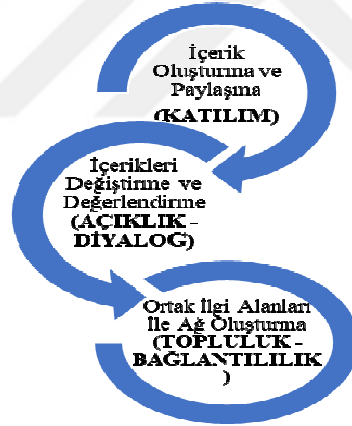 İçerik
Oluşturma ve
Paylaşma
(KATILIM)
İçerikleri
Değiştirme ve
Değerlendirme
(AÇIKLIK -
DİYALOG)
Ortak İlgi Alanları
İle Ağ Oluşturma
(TOPLULUK -
BAĞLANTILILIK
)